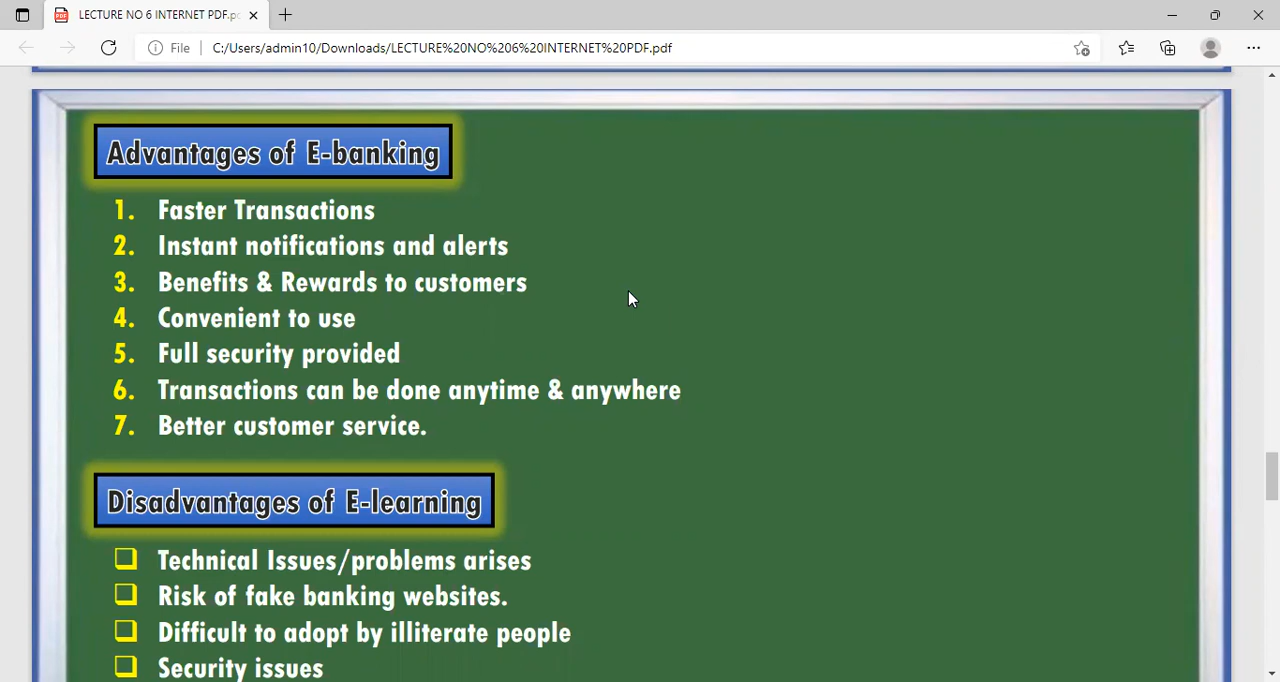 LECTURE NO 6 INTERNET PDF.p
File
C:/Users/admin10/Downloads/LECTURE%20NO%206%20INTERNET%20PDF.pdf
Advantages of E-banking
1. Faster Transactions
2. Instant notifications and alerts
3. Benefits & Rewards to customers
4. Convenient to use
5. Full security provided
6. Transactions can be done anytime & anywhere
7. Better customer service.
Disadvantages of E-learning
❑ Technical Issues/problems arises
❑ Risk of fake banking websites.
❑ Difficult to adopt by illiterate people
❑ Security issues